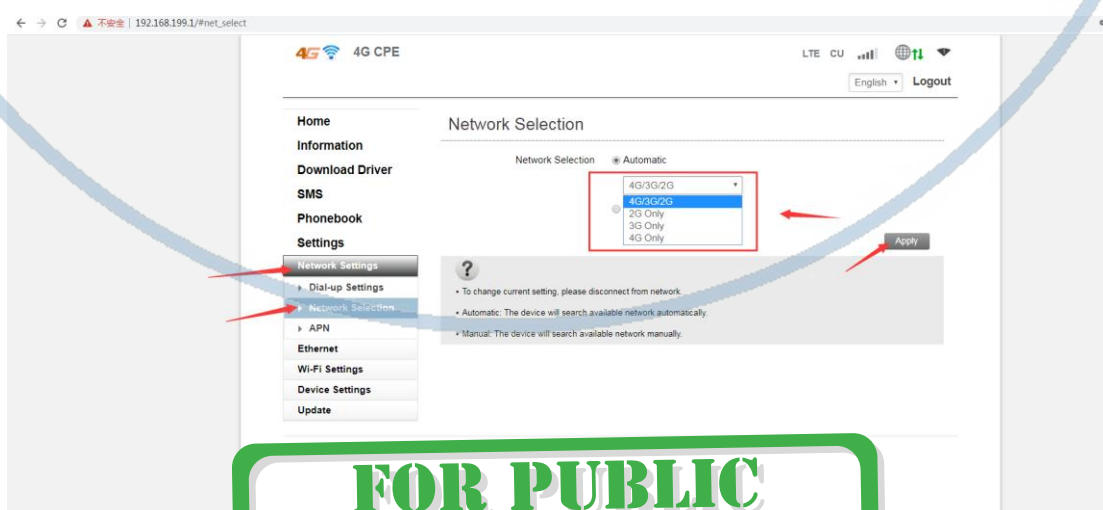 不安全 | 192.168.199.1/#net_select
4G 4G CPE
LTE CU
English Logout
Home
Information
Download Driver
SMS
Phonebook
Settings
Network Settings
Dial-up Settings
Network Selection
APN
Ethernet
Wi-Fi Settings
Device Settings
Update
Network Selection
Network Selection Automatic
4G/3G/2G
4G/3G/2G
2G Only
3G Only
4G Only
Apply
?
• To change current setting, please disconnect from network.
• Automatic: The device will search available network automatically.
• Manual: The device will search available network manually.
FOR PUBLIC